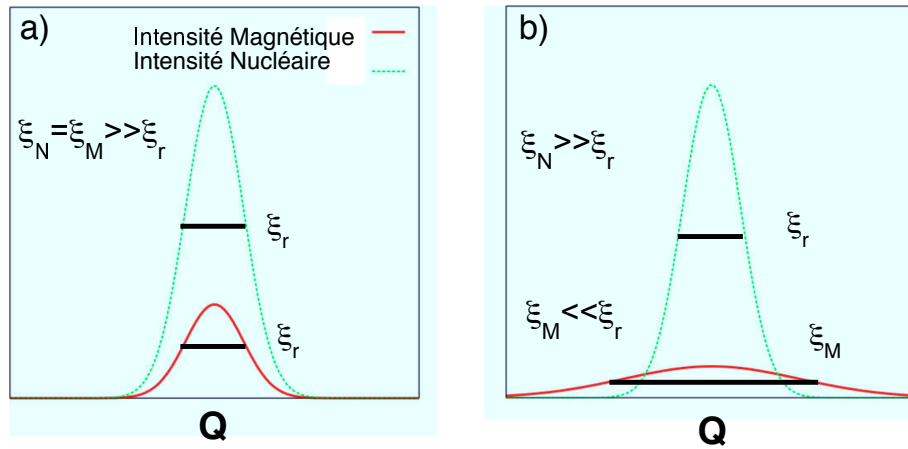 a)
Intensité Magnétique
Intensité Nucléaire
ξN=ξM>>ξr
ξr
ξr
Q
b)
ξN>>ξr
ξr
ξM<<ξr
ξM
Q